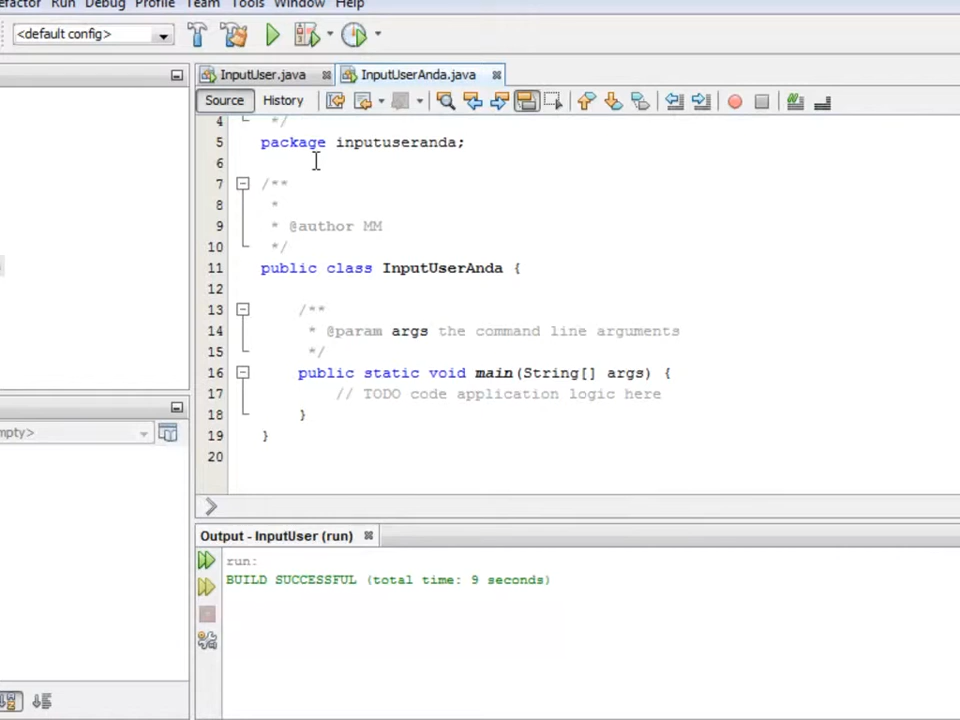 Refactor Run Debug Profile Team Tools Window Help
<default config>
InputUser.java InputUserAnda.java
Source History
4 */
5 package inputuseranda;
6
7 /**
8 *
9 * @author MM
10 */
11 public class InputUserAnda {
12
13 /**
14 * @param args the command line arguments
15 */
16 public static void main(String[] args) {
17 // TODO code application logic here
18 }
19 }
20
mpty>
Output - InputUser (run)
run:
BUILD SUCCESSFUL (total time: 9 seconds)